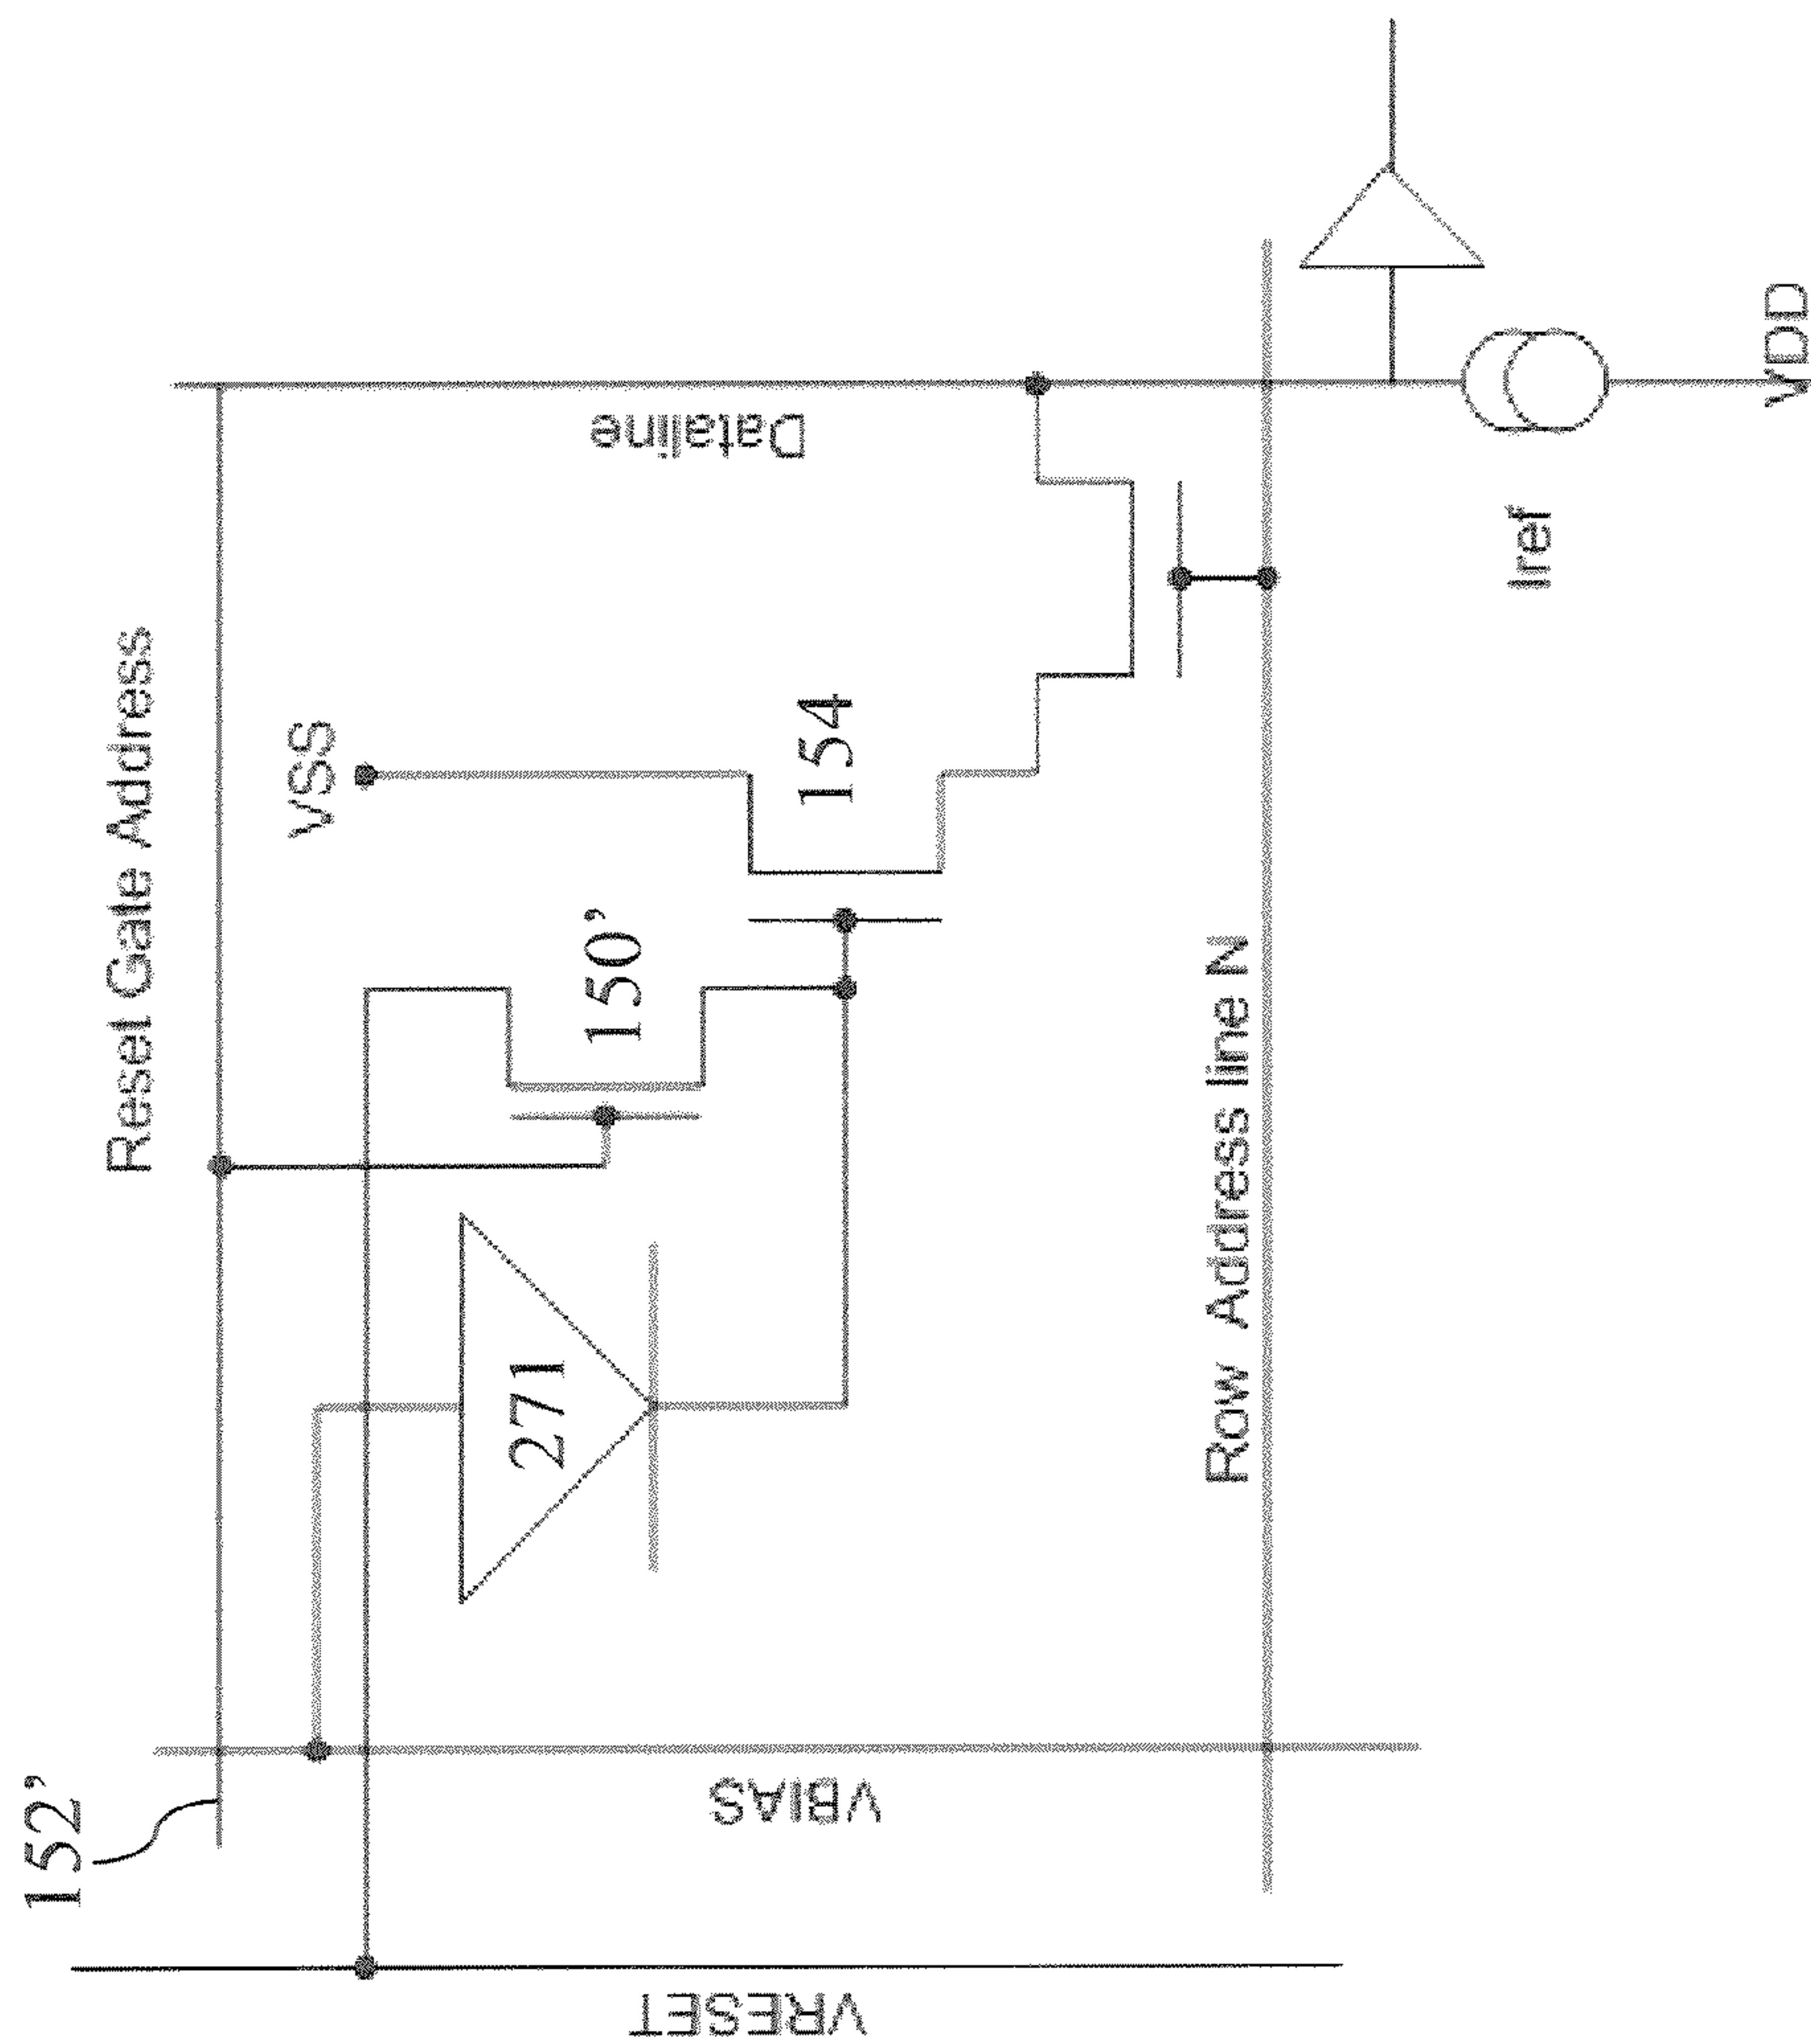 152’
Reset Gate Address
VSS
Dataline
150’
154
271
VBIAS
VRESET
Row Address line N
Iref
VDD